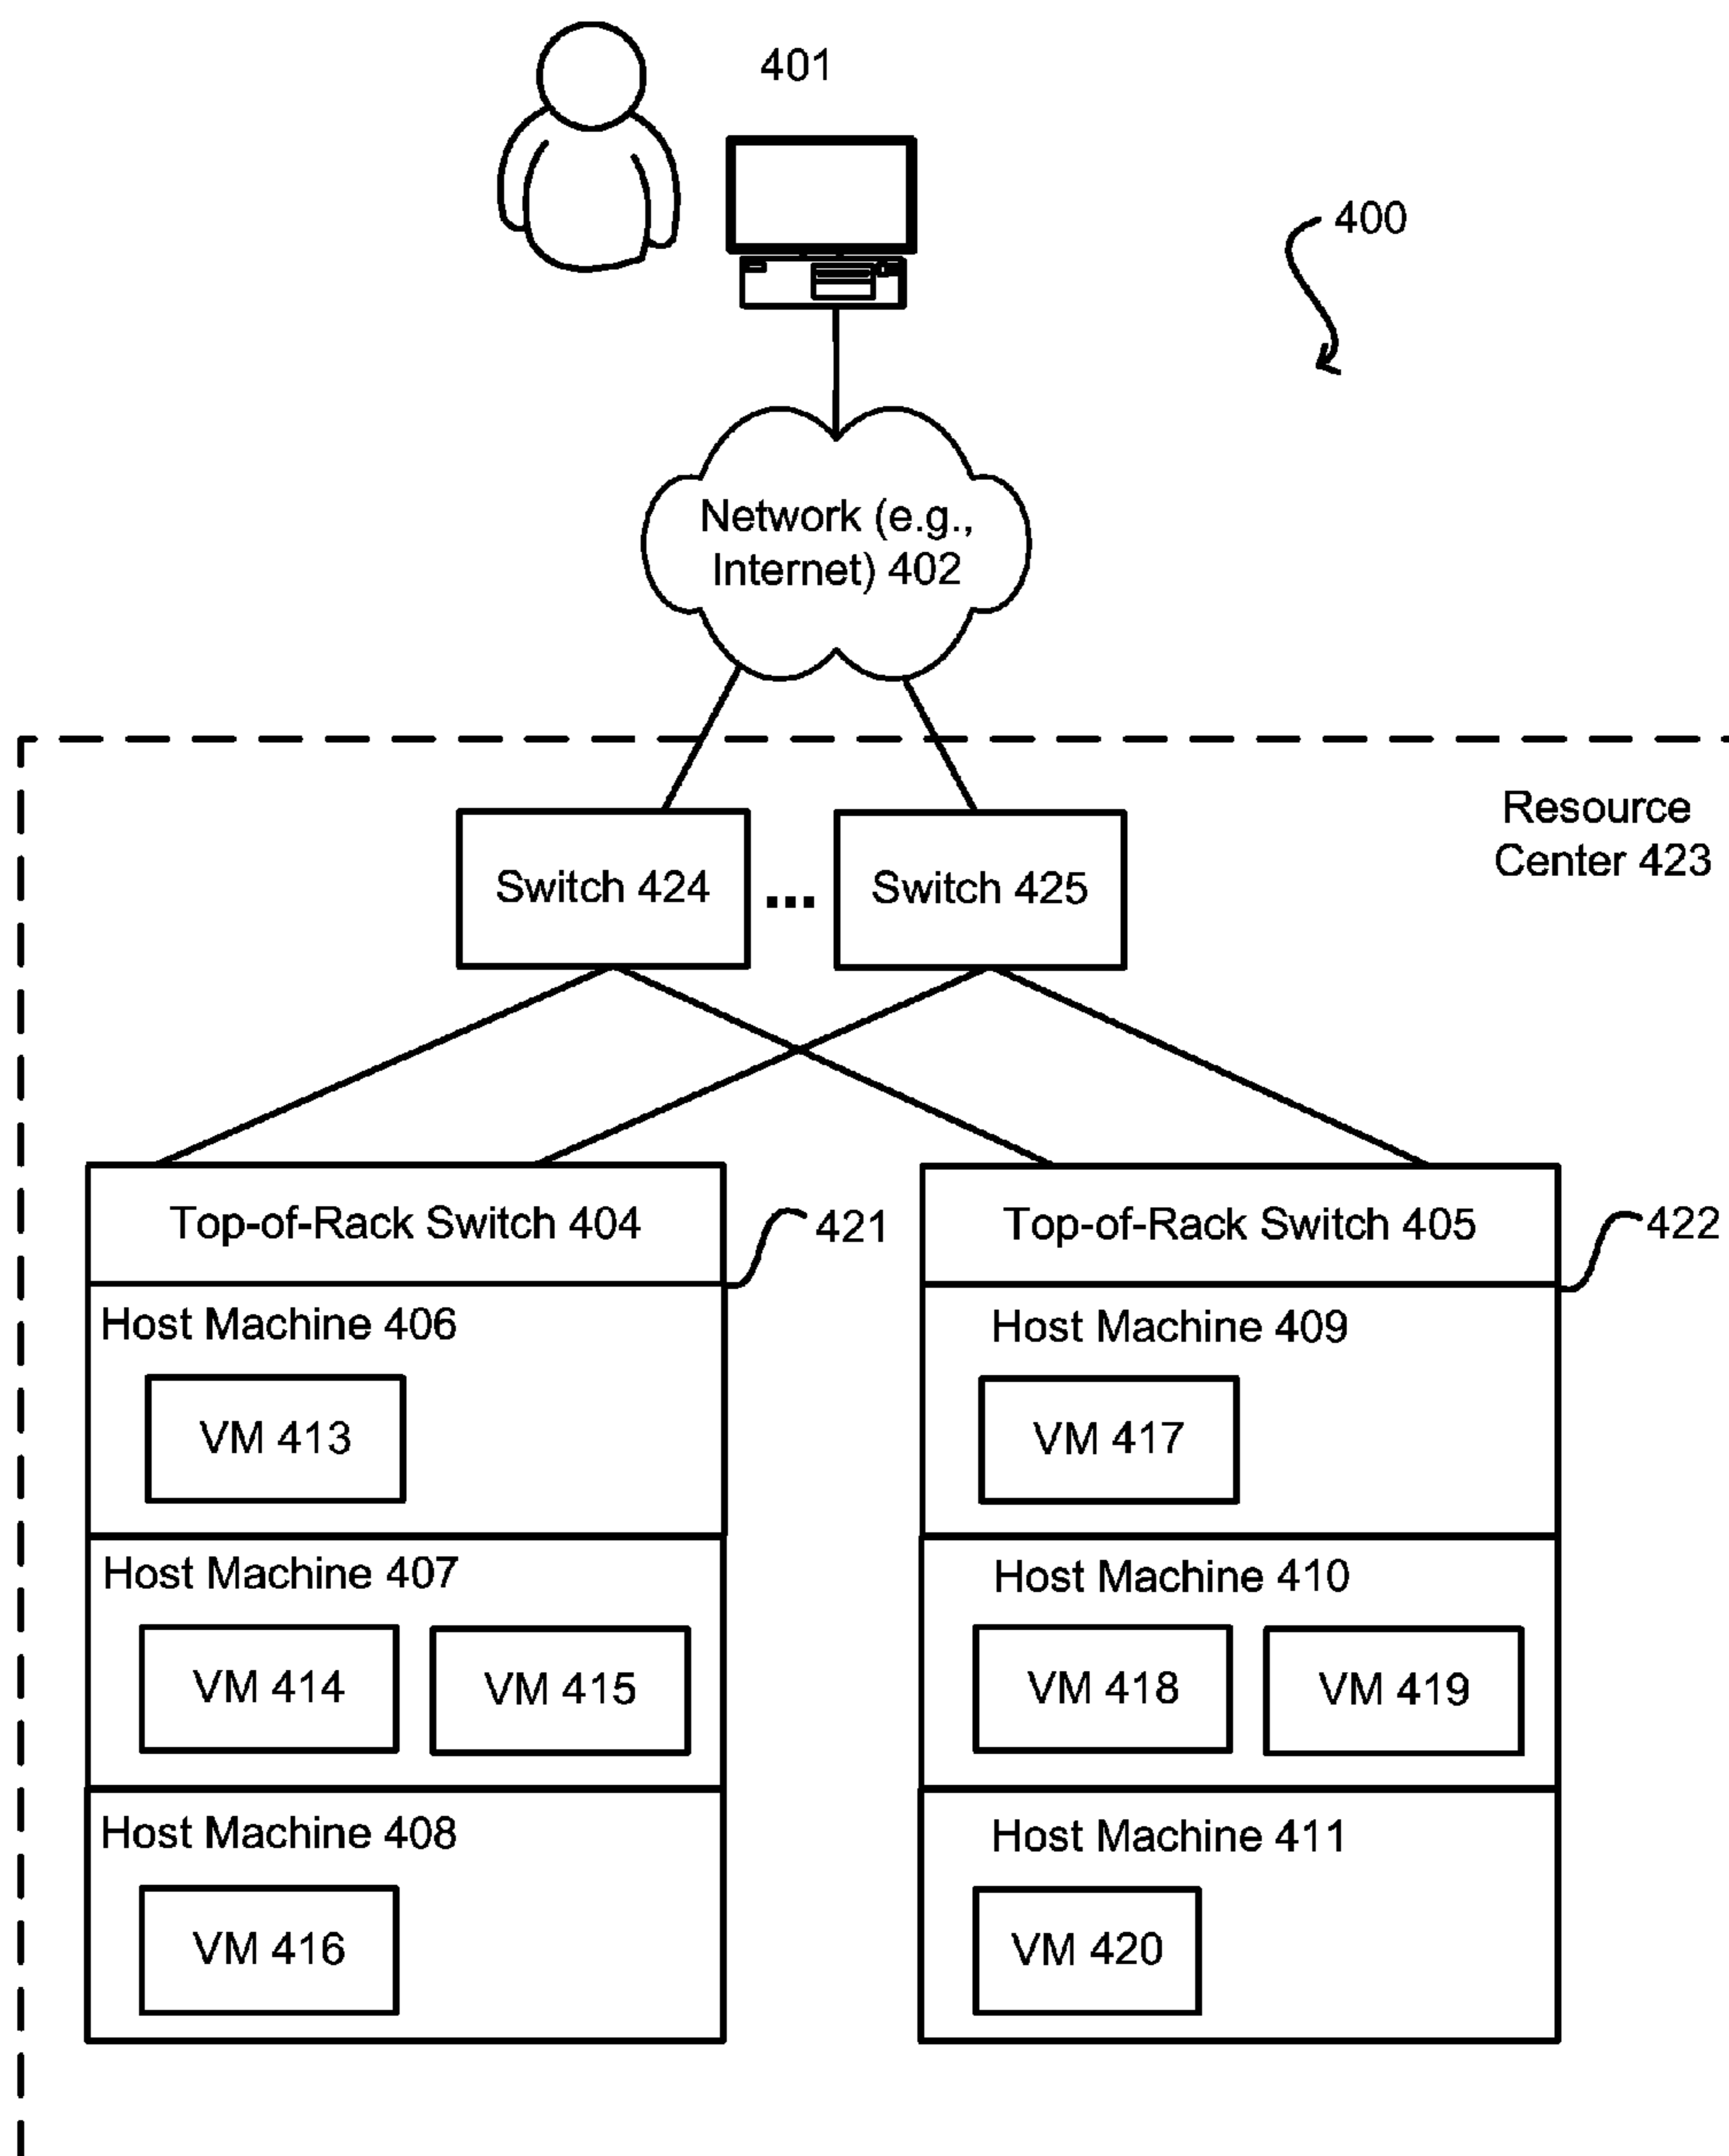 401
400
Network (e.g.,
Internet) 402
Resource
Center 423
Switch 424
...
Switch 425
Top-of-Rack Switch 404
421
Top-of-Rack Switch 405
422
Host Machine 406
VM 413
Host Machine 409
VM 417
Host Machine 407
VM 414
VM 415
Host Machine 410
VM 418
VM 419
Host Machine 408
VM 416
Host Machine 411
VM 420